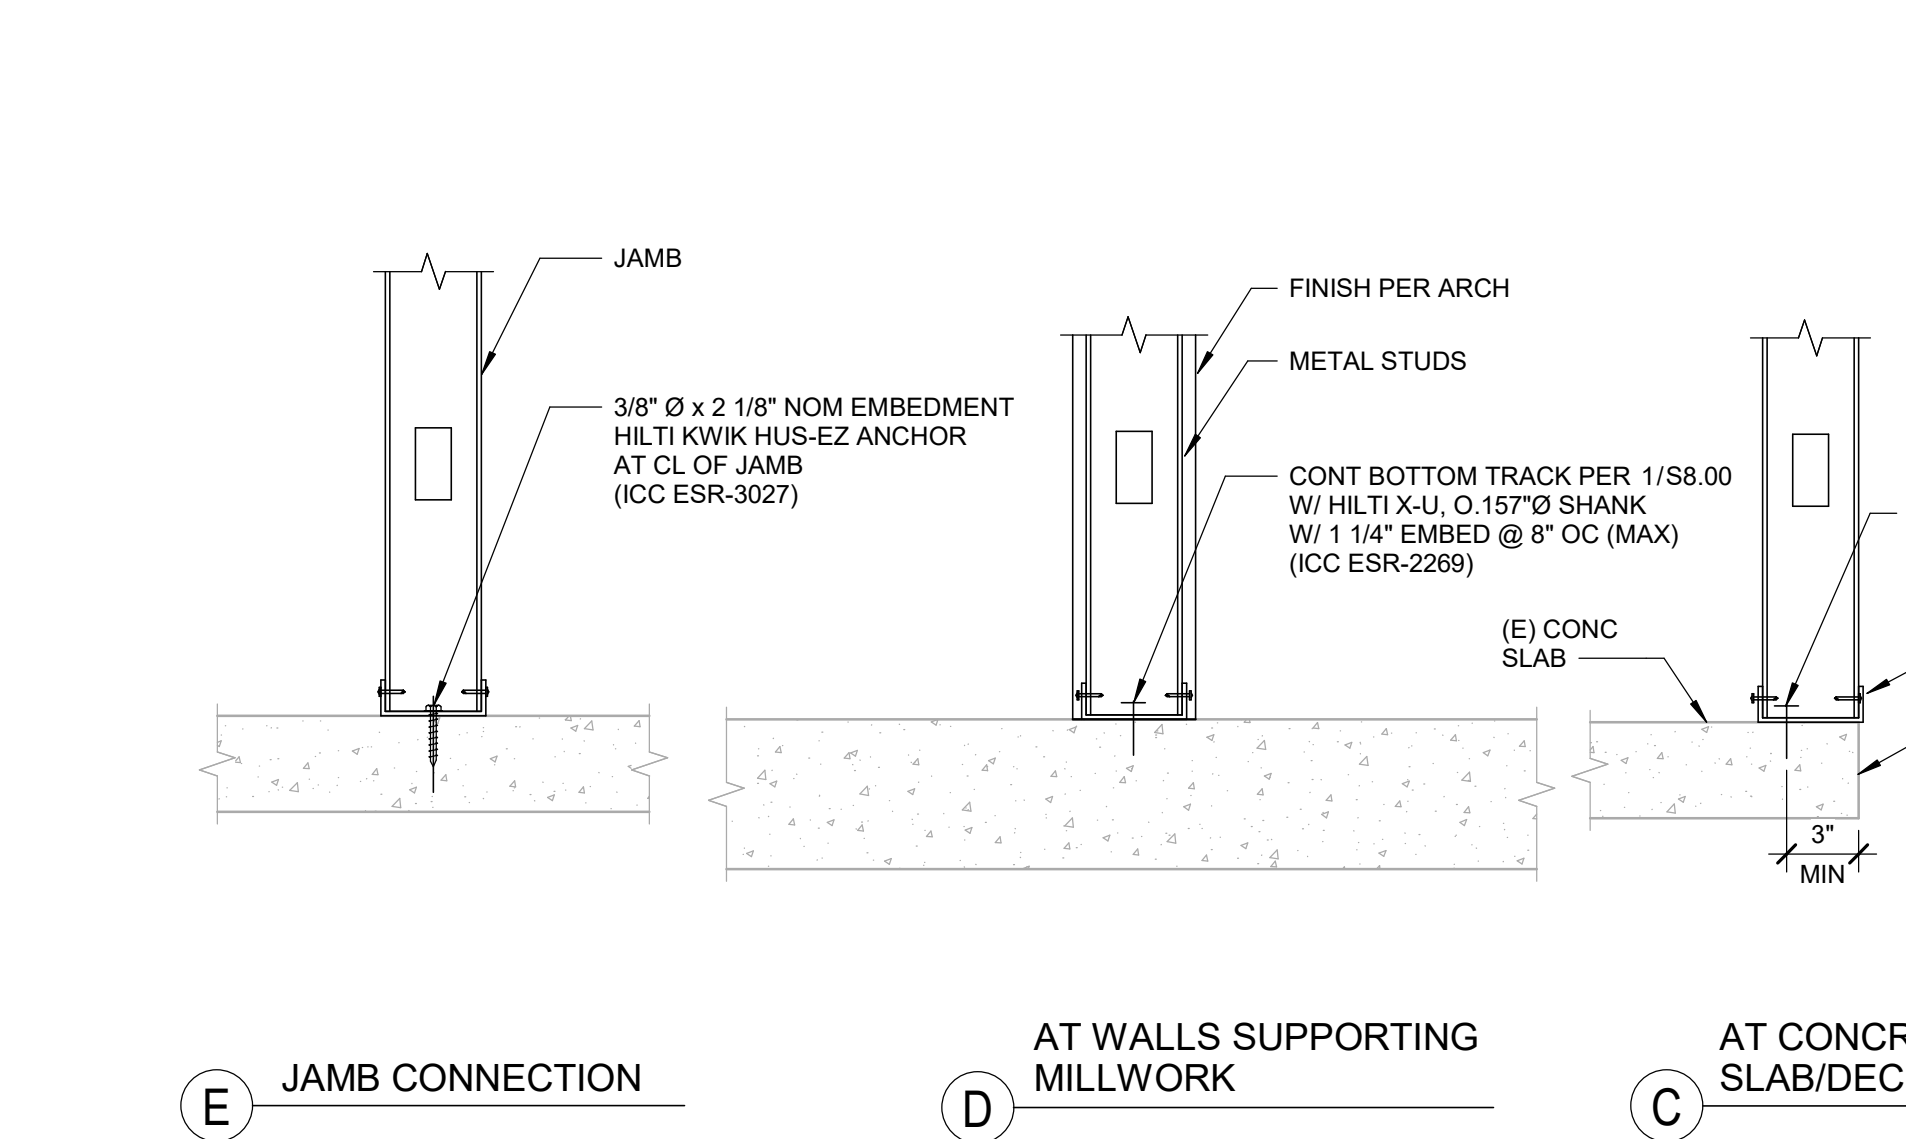 JAMB
3/8" Ø x 2 1/8" NOM EMBEDMENT
HILTI KWIK HUS-EZ ANCHOR
AT CL OF JAMB
(ICC ESR-3027)
E
JAMB CONNECTION
FINISH PER ARCH
METAL STUDS
CONT BOTTOM TRACK PER 1/S8.00
W/ HILTI X-U, O.157"Ø SHANK
W/ 1 1/4" EMBED @ 8" OC (MAX)
(ICC ESR-2269)
D
AT WALLS SUPPORTING
MILLWORK
(E) CONC
SLAB
3"
MIN
C
AT CONCR
SLAB/DEC